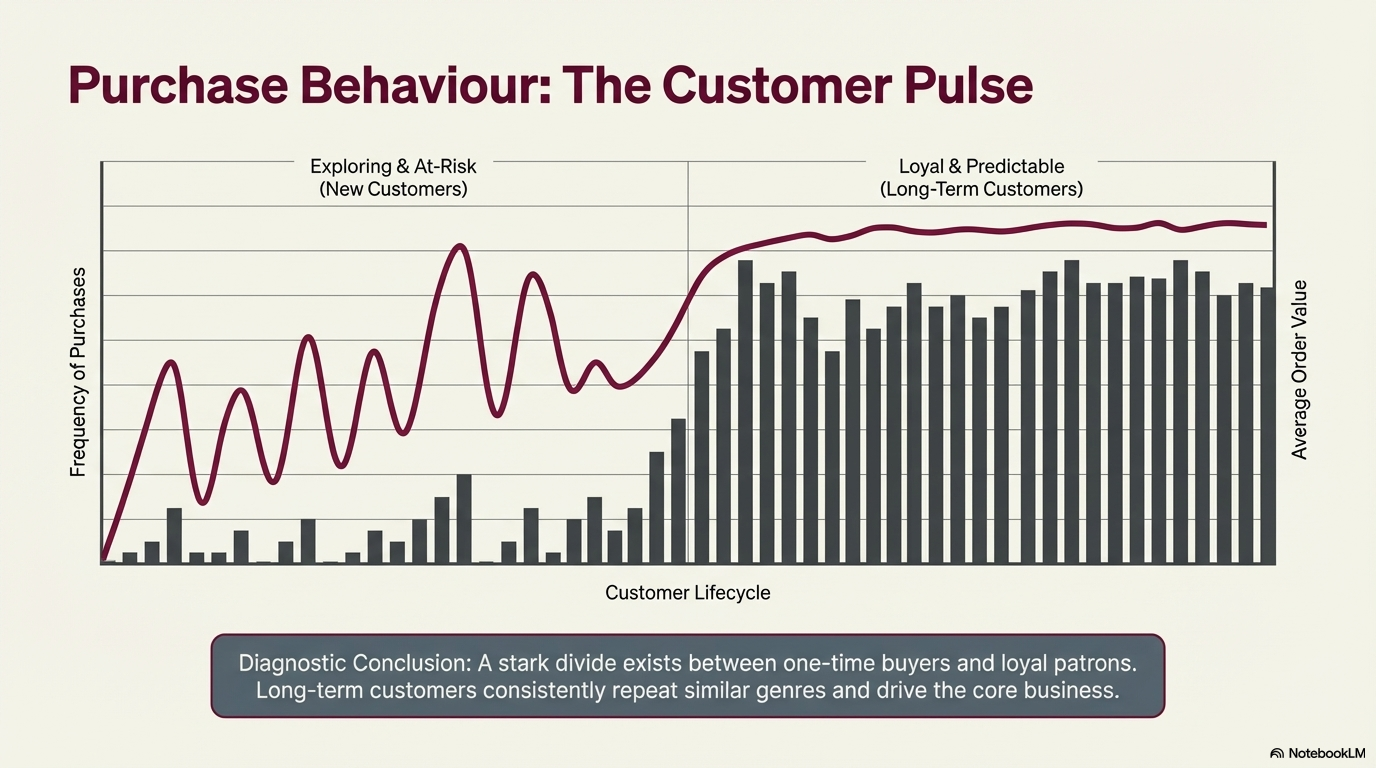 Purchase Behaviour: The Customer Pulse
Exploring & At-Risk
(New Customers)
Loyal & Predictable
(Long-Term Customers)
Frequency of Purchases
Average Order Value
Customer Lifecycle
Diagnostic Conclusion: A stark divide exists between one-time buyers and loyal patrons.
Long-term customers consistently repeat similar genres and drive the core business.
NotebookLM